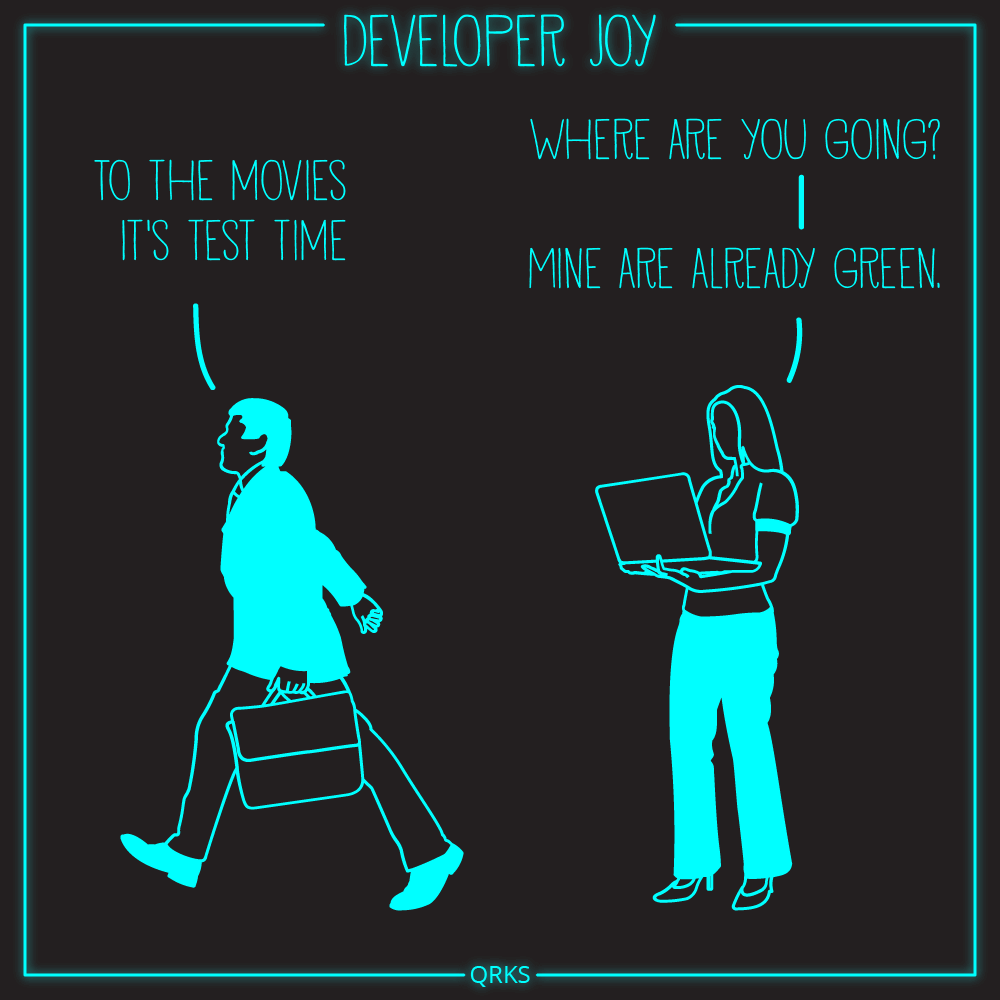 DEVELOPER JOY
WHERE ARE YOU GOING?
TO THE MOVIES
IT'S TEST TIME
MINE ARE ALREADY GREEN.
QRKS